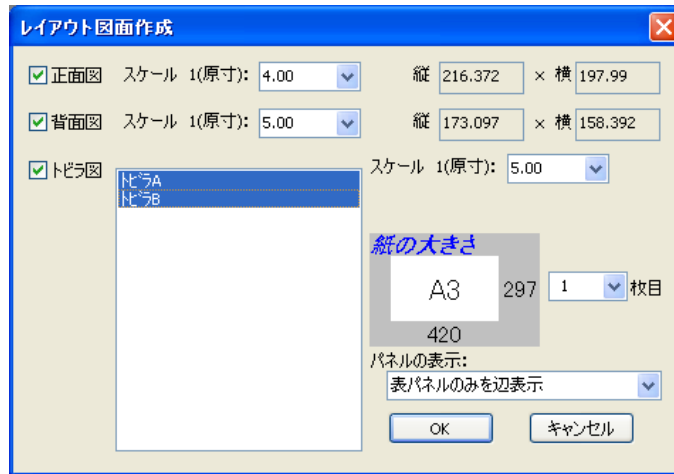 レイアウト図面作成
正面図 スケール 1(原寸): 4.00 縦 216.372 × 横 197.99
背面図 スケール 1(原寸): 5.00 縦 173.097 × 横 158.392
トビラ図 スケール 1(原寸): 5.00
トビラA
トビラB
紙の大きさ
A3 297 1 枚目
420
パネルの表示:
表パネルのみを辺表示
OK キャンセル